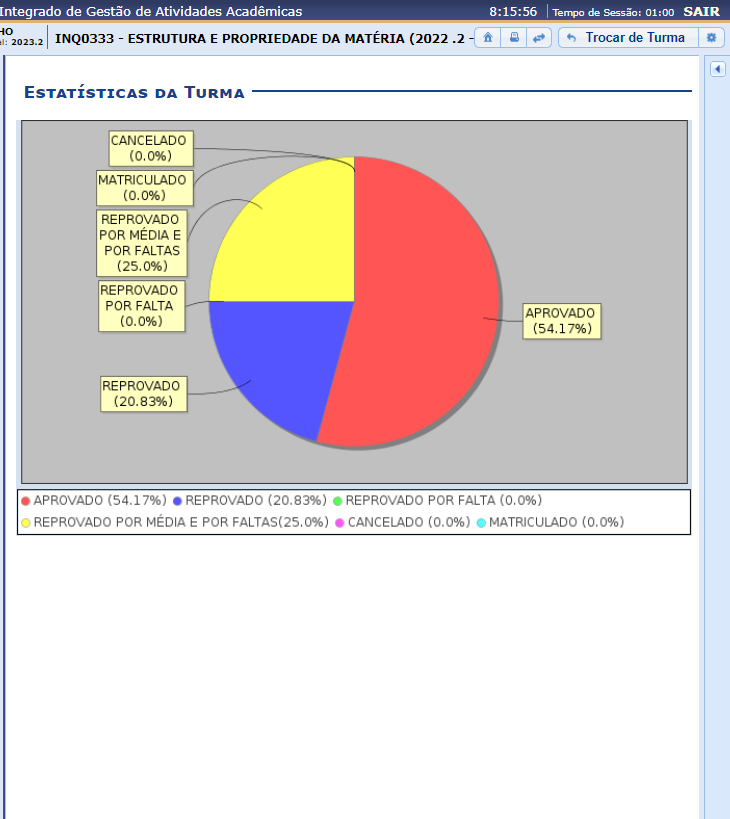 Integrado de Gestão de Atividades Acadêmicas 8:15:56 Tempo de Sessão: 01:00 SAIR
HO
el: 2023.2
INQ0333 - ESTRUTURA E PROPRIEDADE DA MATÉRIA (2022 .2 -
Trocar de Turma
Estatísticas da Turma
CANCELADO
(0.0%)
MATRICULADO
(0.0%)
REPROVADO
POR MÉDIA E
POR FALTAS
(25.0%)
REPROVADO
POR FALTA
(0.0%)
APROVADO
(54.17%)
REPROVADO
(20.83%)
APROVADO (54.17%) REPROVADO (20.83%) REPROVADO POR FALTA (0.0%)
REPROVADO POR MÉDIA E POR FALTAS(25.0%) CANCELADO (0.0%) MATRICULADO (0.0%)